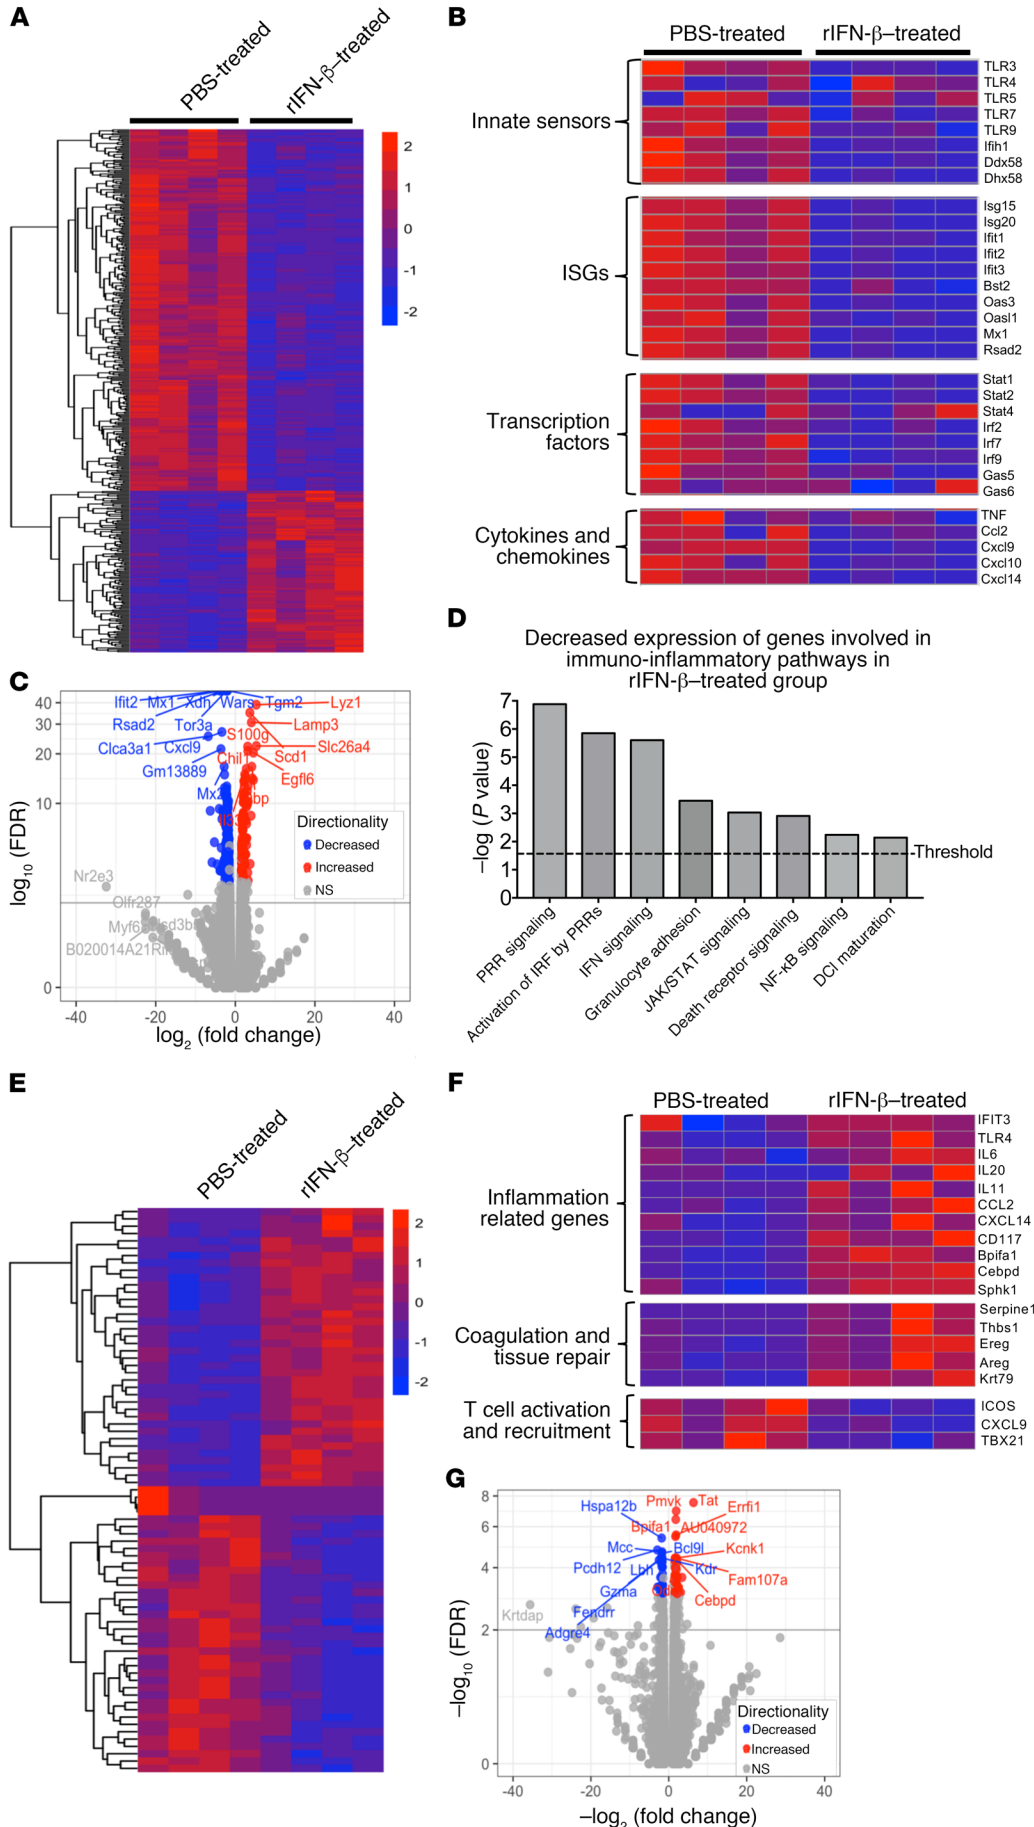 A
PBS-treated
rIFN-β–treated
2
1
0
-1
-2
B
PBS-treated
rIFN-β–treated
Innate sensors
TLR3
TLR4
TLR5
TLR7
TLR9
Ifih1
Ddx58
Dhx58
ISGs
Isg15
Isg20
Ifit1
Ifit2
Ifit3
Bst2
Oas3
Oasl1
Mx1
Rsad2
Transcription
factors
Stat1
Stat2
Stat4
Irf2
Irf7
Irf9
Gas5
Gas6
Cytokines and
chemokines
TNF
Ccl2
Cxcl9
Cxcl10
Cxcl14
C
log10 (FDR)
40
30
20
10
0
Ifit2 Mx1 Xdh Wars Tgm2 Lyz1
Rsad2 Tor3a Lamp3
S100g
Clca3a1 Cxcl9 Slc26a4
Chil Scd1
Gm13889 Egfl6
Mx2 bp
Directionality
Decreased
Increased
NS
Nr2e3
Olfr287
Myf6 sd3b
B020014A21Rik
-40 -20 0 20 40
log2 (fold change)
D
Decreased expression of genes involved in
immuno-inflammatory pathways in
rIFN-β–treated group
–log (P value)
7
6
5
4
3
2
1
0
Threshold
PRR signaling
Activation of IRF by PRRs
IFN signaling
Granulocyte adhesion
JAK/STAT signaling
Death receptor signaling
NF-κB signaling
DCI maturation
E
PBS-treated
rIFN-β–treated
2
1
0
-1
-2
F
PBS-treated
rIFN-β–treated
Inflammation
related genes
IFIT3
TLR4
IL6
IL20
IL11
CCL2
CXCL14
CD117
Bpifa1
Cebpd
Sphk1
Coagulation and
tissue repair
Serpine1
Thbs1
Ereg
Areg
Krt79
T cell activation
and recruitment
ICOS
CXCL9
TBX21
G
–log10 (FDR)
8
6
4
2
0
Hspa12b Pmvk Tat Errfi1
Bpifa1 AU040972
Mcc Bcl9l Kcnk1
Pcdh12 Lbh Kdr Fam107a
Gzma Cebpd
Krtdap Fendrr
Adgre4
Directionality
Decreased
Increased
NS
-40 -20 0 20 40
–log2 (fold change)